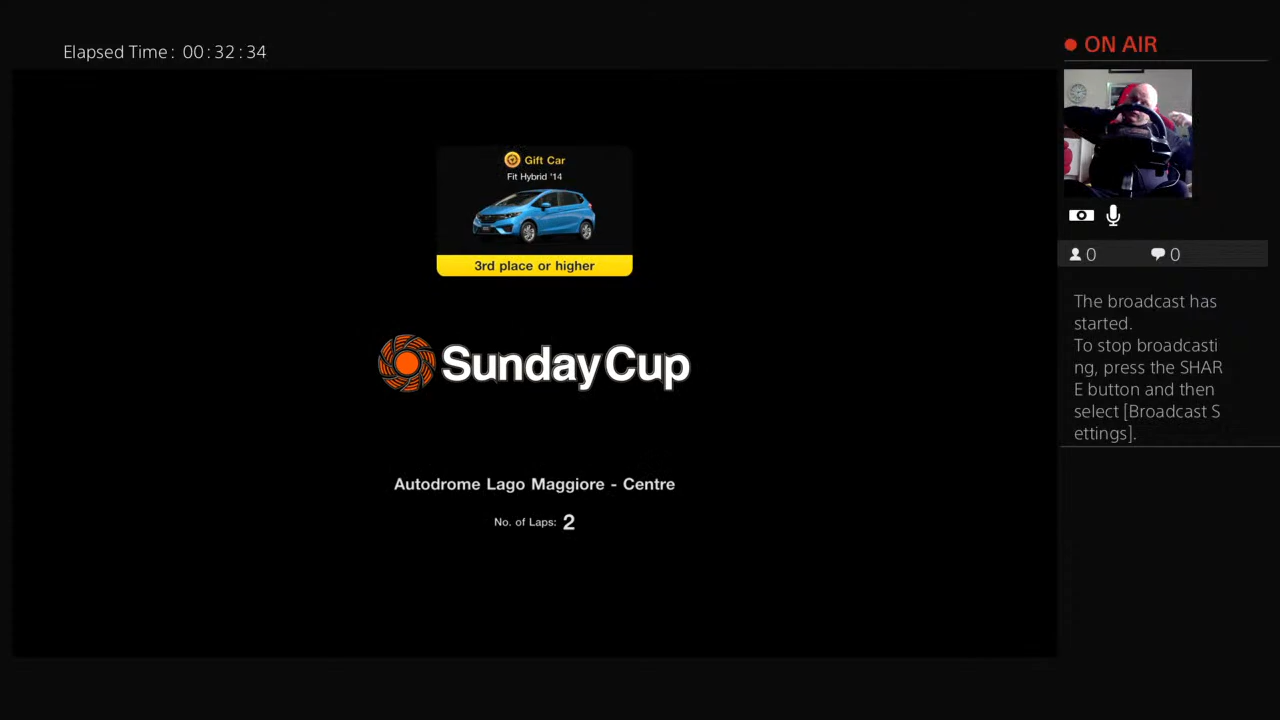 Elapsed Time: 00:32:34
ON AIR
Gift Car
Fit Hybrid '14
3rd place or higher
0 0
The broadcast has
started.
To stop broadcasti
ng, press the SHAR
E button and then
select [Broadcast S
ettings].
Sunday Cup
Autodrome Lago Maggiore - Centre
No. of Laps: 2